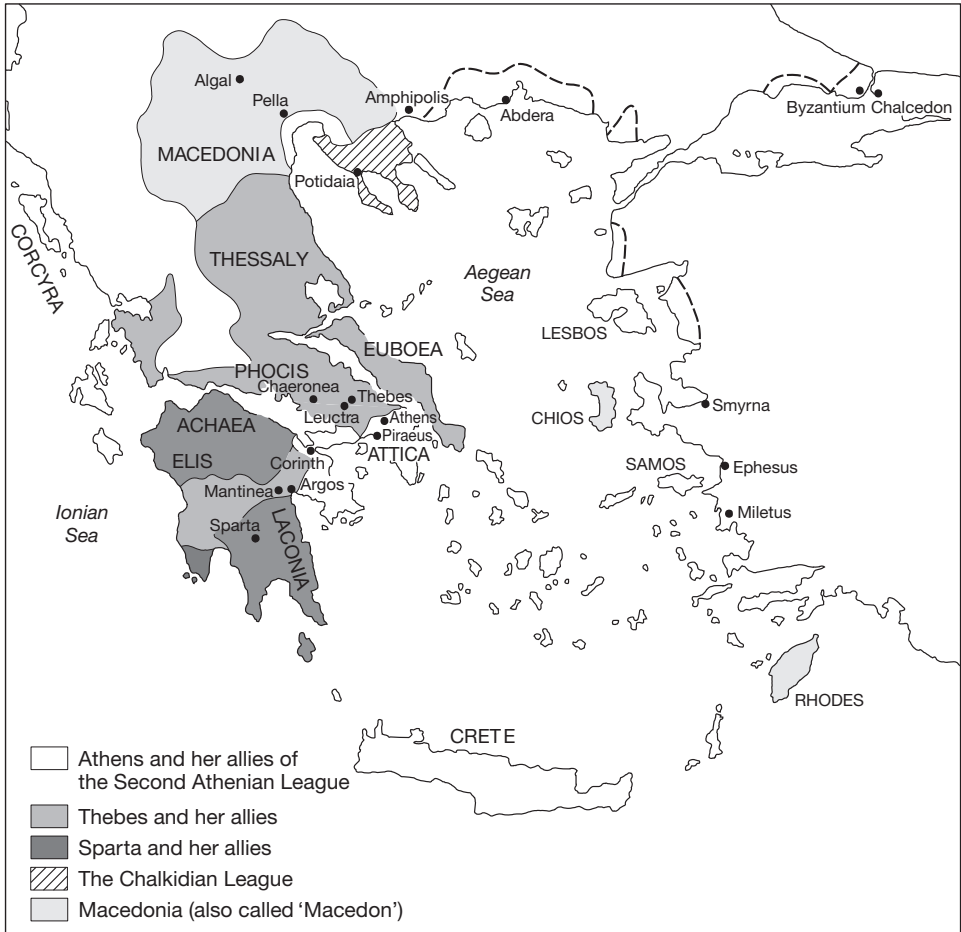 Algal
Pella
Amphipolis
Abdera
Byzantium Chalcedon
MACEDONIA
Potidaia
CORCYRA
THESSALY
Aegean
Sea
LESBOS
EUBOEA
PHOCIS
Chaeronea
Thebes
Leuctra
Athens
Piraeus
ATTICA
CHIOS
Smyrna
ACHAEA
ELIS
Corinth
SAMOS
Ephesus
Mantinea
Argos
Ionian
Sea
Sparta
LACONIA
Miletus
RHODES
CRETE
Athens and her allies of
the Second Athenian League
Thebes and her allies
Sparta and her allies
The Chalkidian League
Macedonia (also called ‘Macedon’)